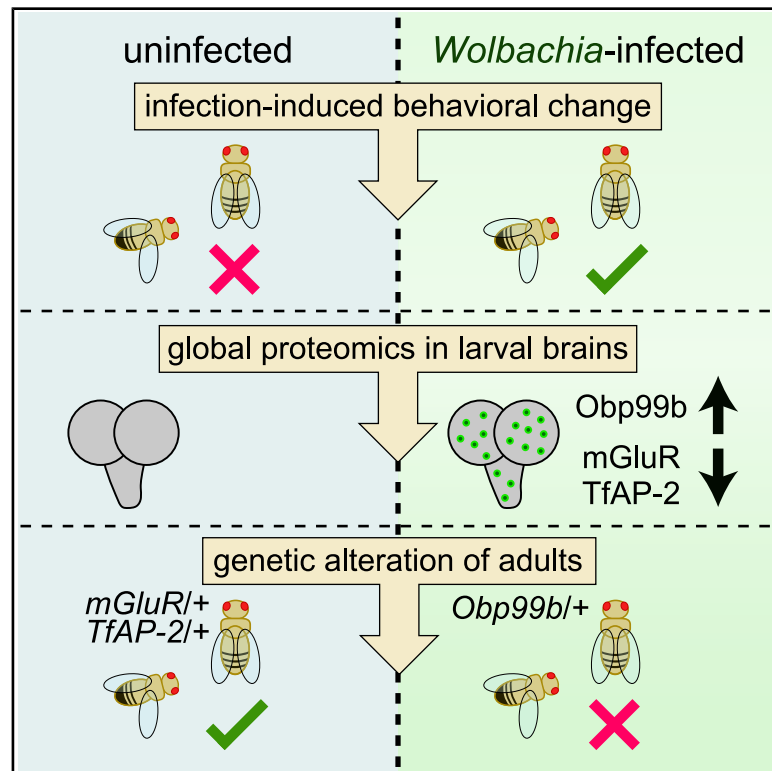 uninfected
Wolbachia-infected
infection-induced behavioral change
global proteomics in larval brains
Obp99b
mGluR
TfAP-2
genetic alteration of adults
mGluR/+
TfAP-2/+
Obp99b/+